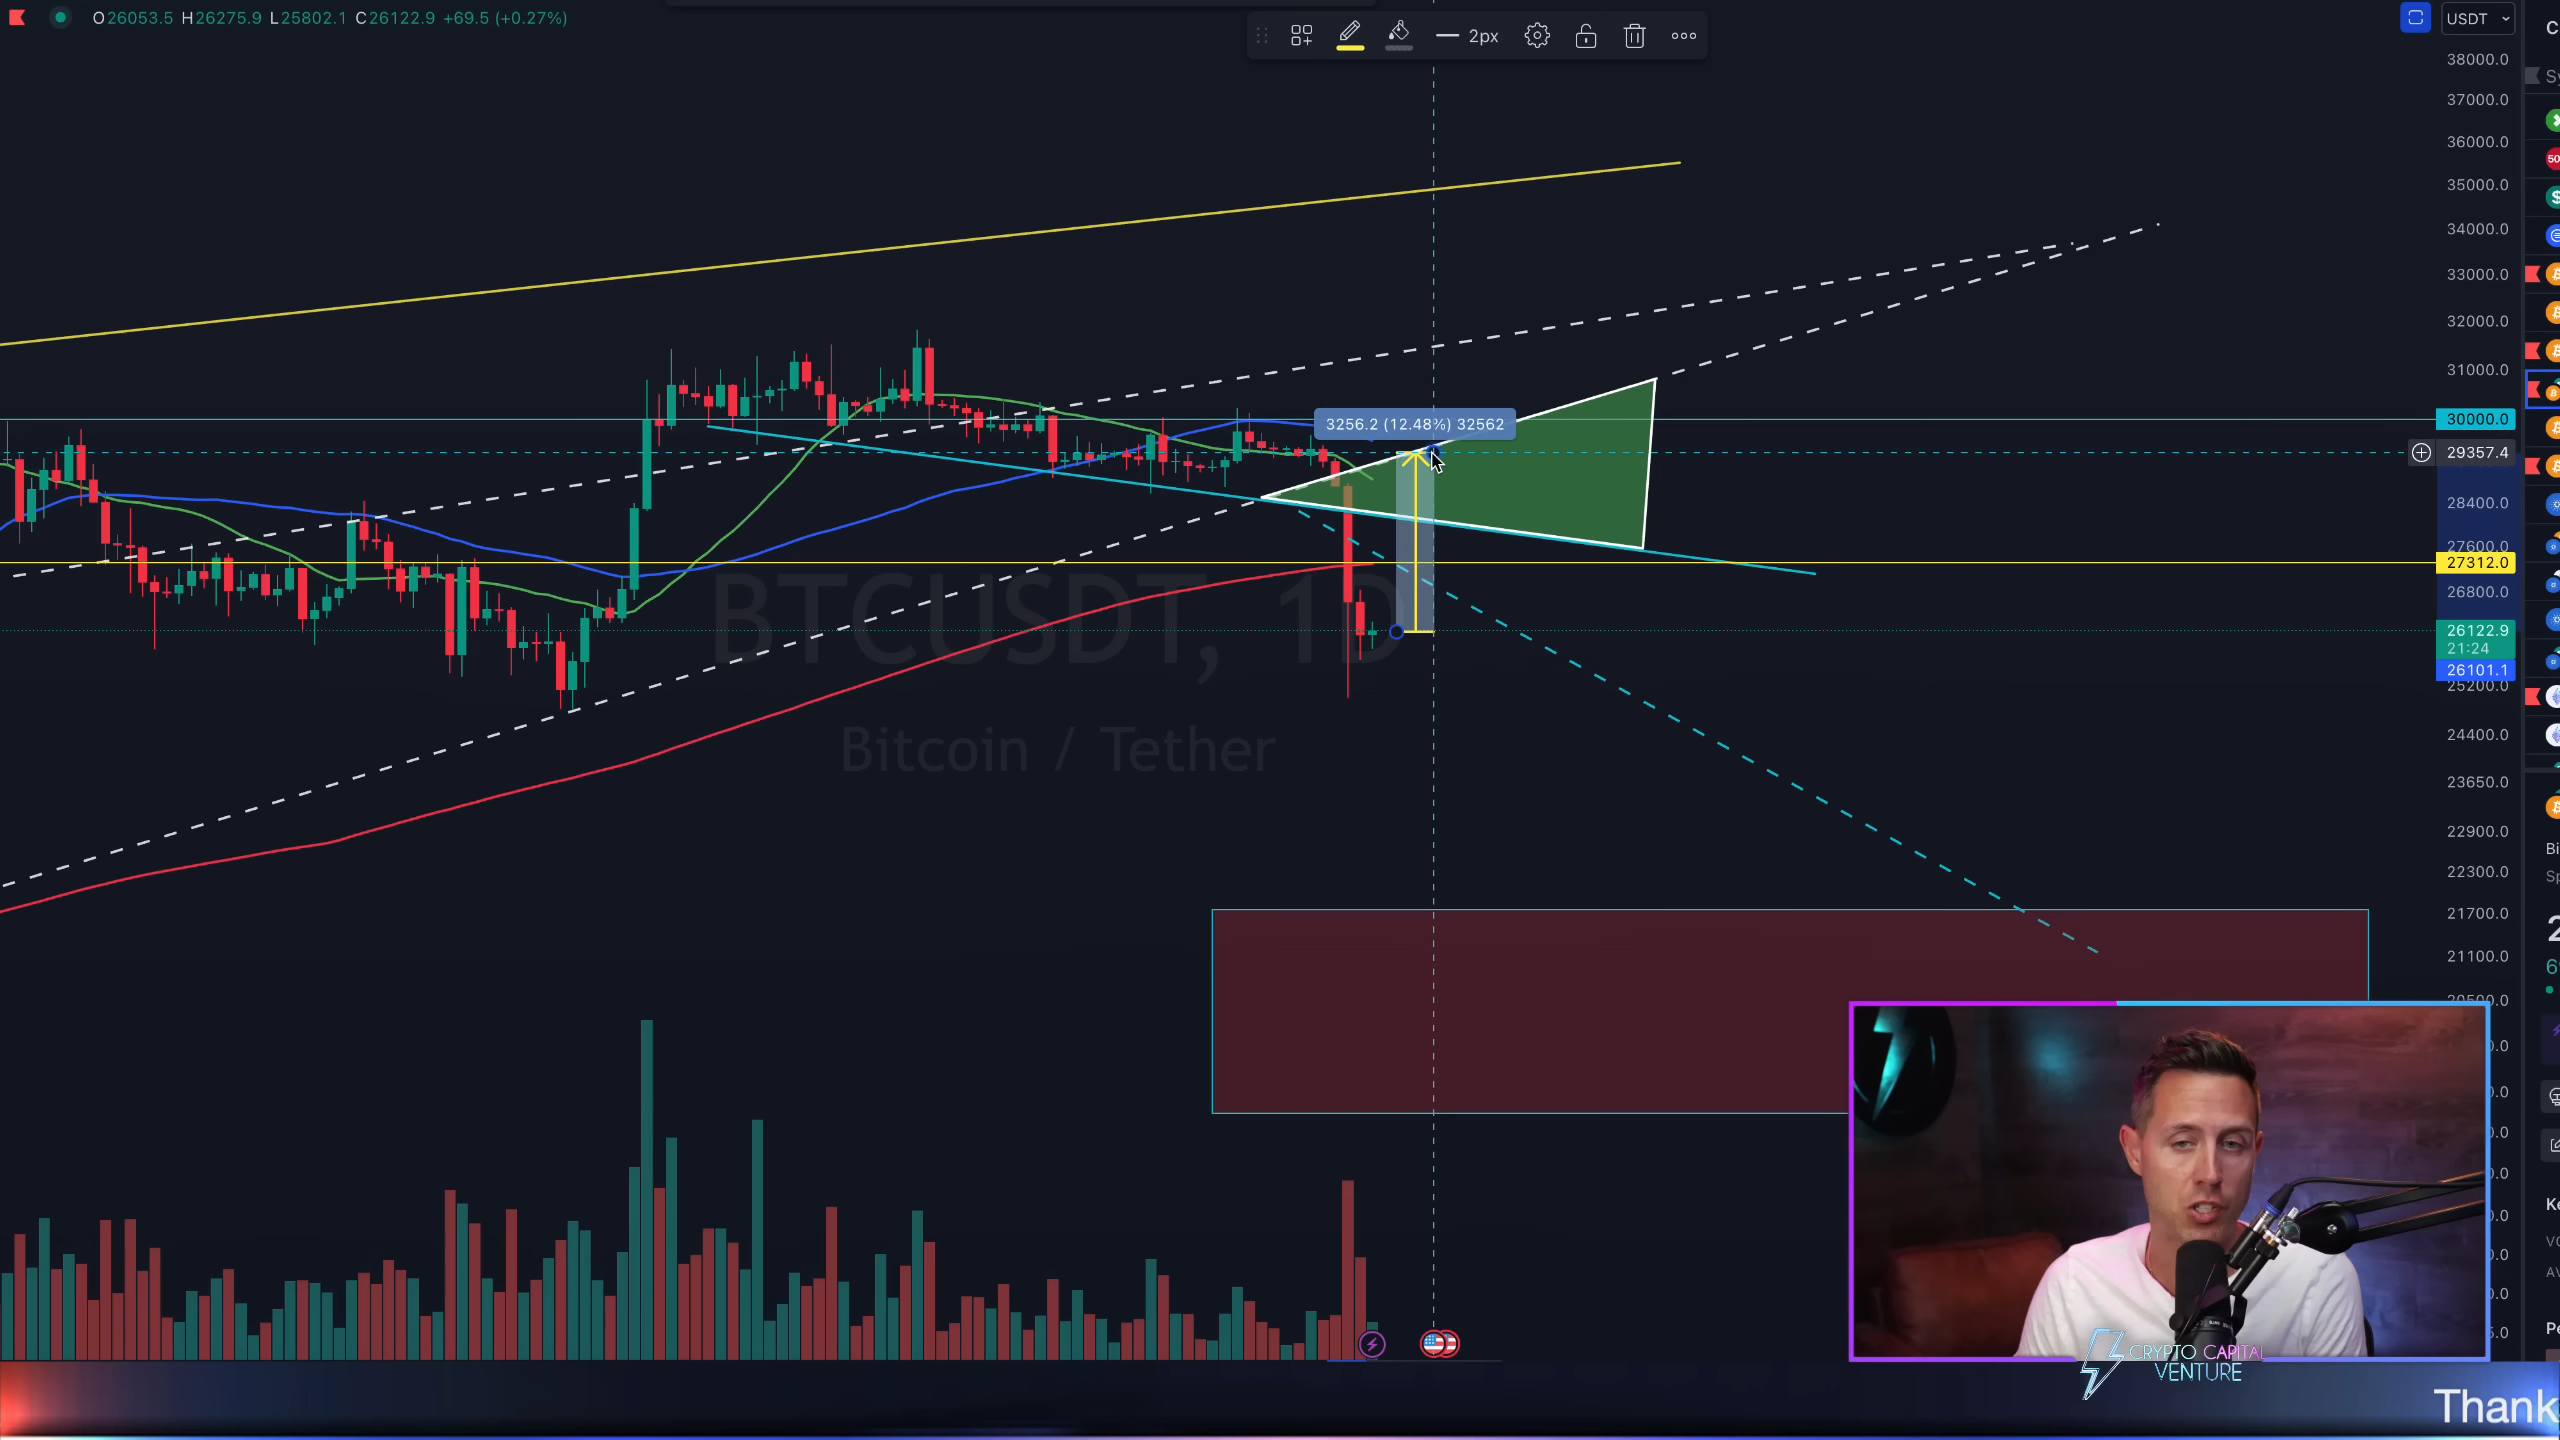 O26053.5 H26275.9 L25802.1 C26122.9 +69.5 (+0.27%)
2px
USDT
38000.0
37000.0
36000.0
35000.0
34000.0
33000.0
32000.0
31000.0
30000.0
3256.2 (12.48%) 32562
29357.4
28400.0
27600.0
27312.0
26800.0
26122.9
21:24
26101.1
25200.0
24400.0
23650.0
22900.0
22300.0
21700.0
21100.0
20500.0
BTCUSDT, 1D
Bitcoin / Tether
CRYPTO CAPITAL
VENTURE
Thank